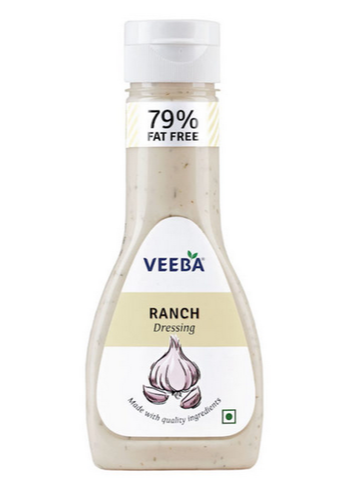 79%
FAT FREE
VEEBA
RANCH
Dressing
Made with quality ingredients